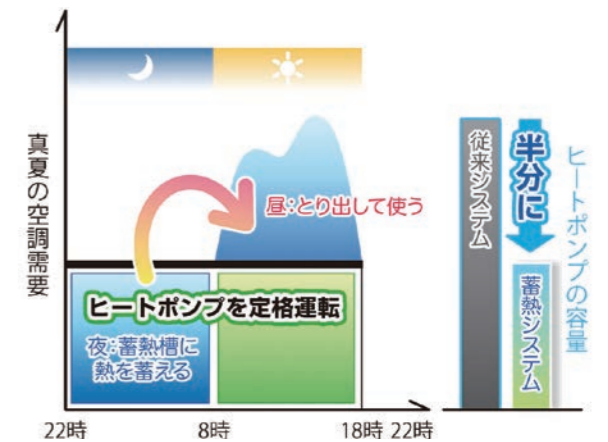 真夏の空調需要
昼:とり出して使う
ヒートポンプを定格運転
夜:蓄熱槽に
熱を蓄える
22時
8時
18時
22時
従来システム
半分に
蓄熱システム
ヒートポンプの容量